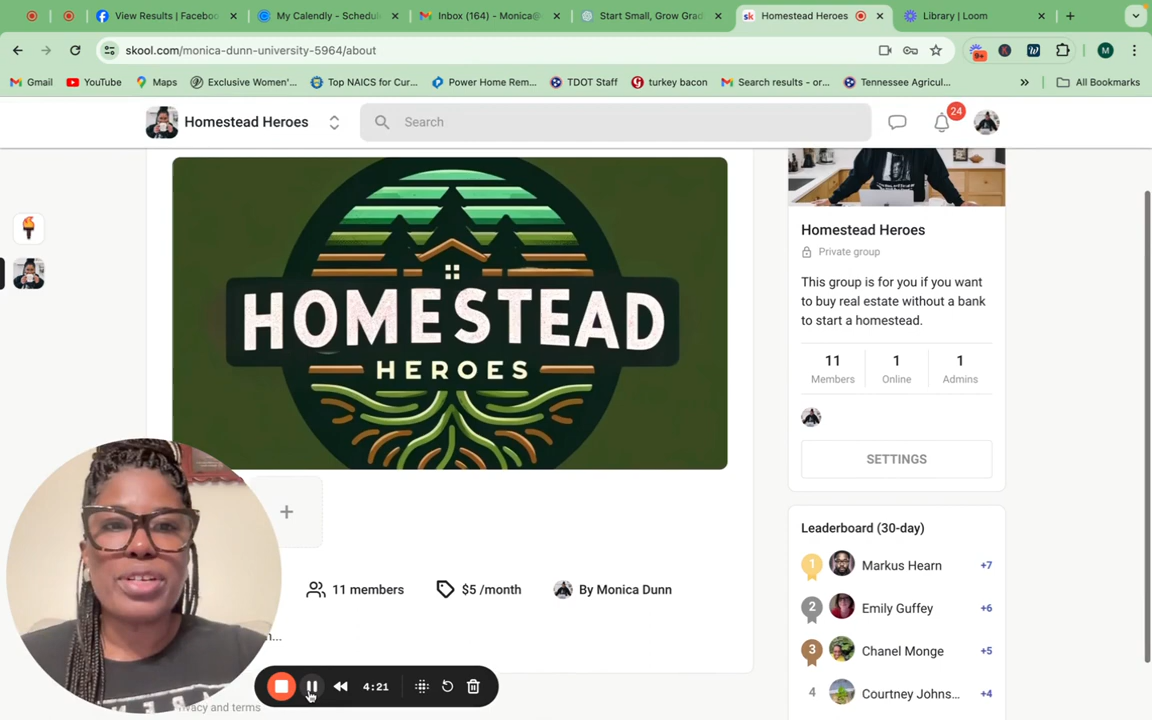 View Results | Faceboo
My Calendly - Schedul
Inbox (164) - Monica@
Start Small, Grow Grad
sk
Homestead Heroes
Library | Loom
skool.com/monica-dunn-university-5964/about
9+
K
W
M
Gmail
YouTube
Maps
Exclusive Women'...
Top NAICS for Cur...
Power Home Rem...
TDOT Staff
turkey bacon
Search results - or...
Tennessee Agricul...
»
All Bookmarks
Homestead Heroes
Search
24
HOMESTEAD
HEROES
Homestead Heroes
Private group
This group is for you if you want
to buy real estate without a bank
to start a homestead.
11
Members
1
Online
1
Admins
SETTINGS
11 members
$5 /month
By Monica Dunn
Leaderboard (30-day)
1
Markus Hearn
+7
2
Emily Guffey
+6
3
Chanel Monge
+5
4
Courtney Johns...
+4
4:21
ivacy and terms